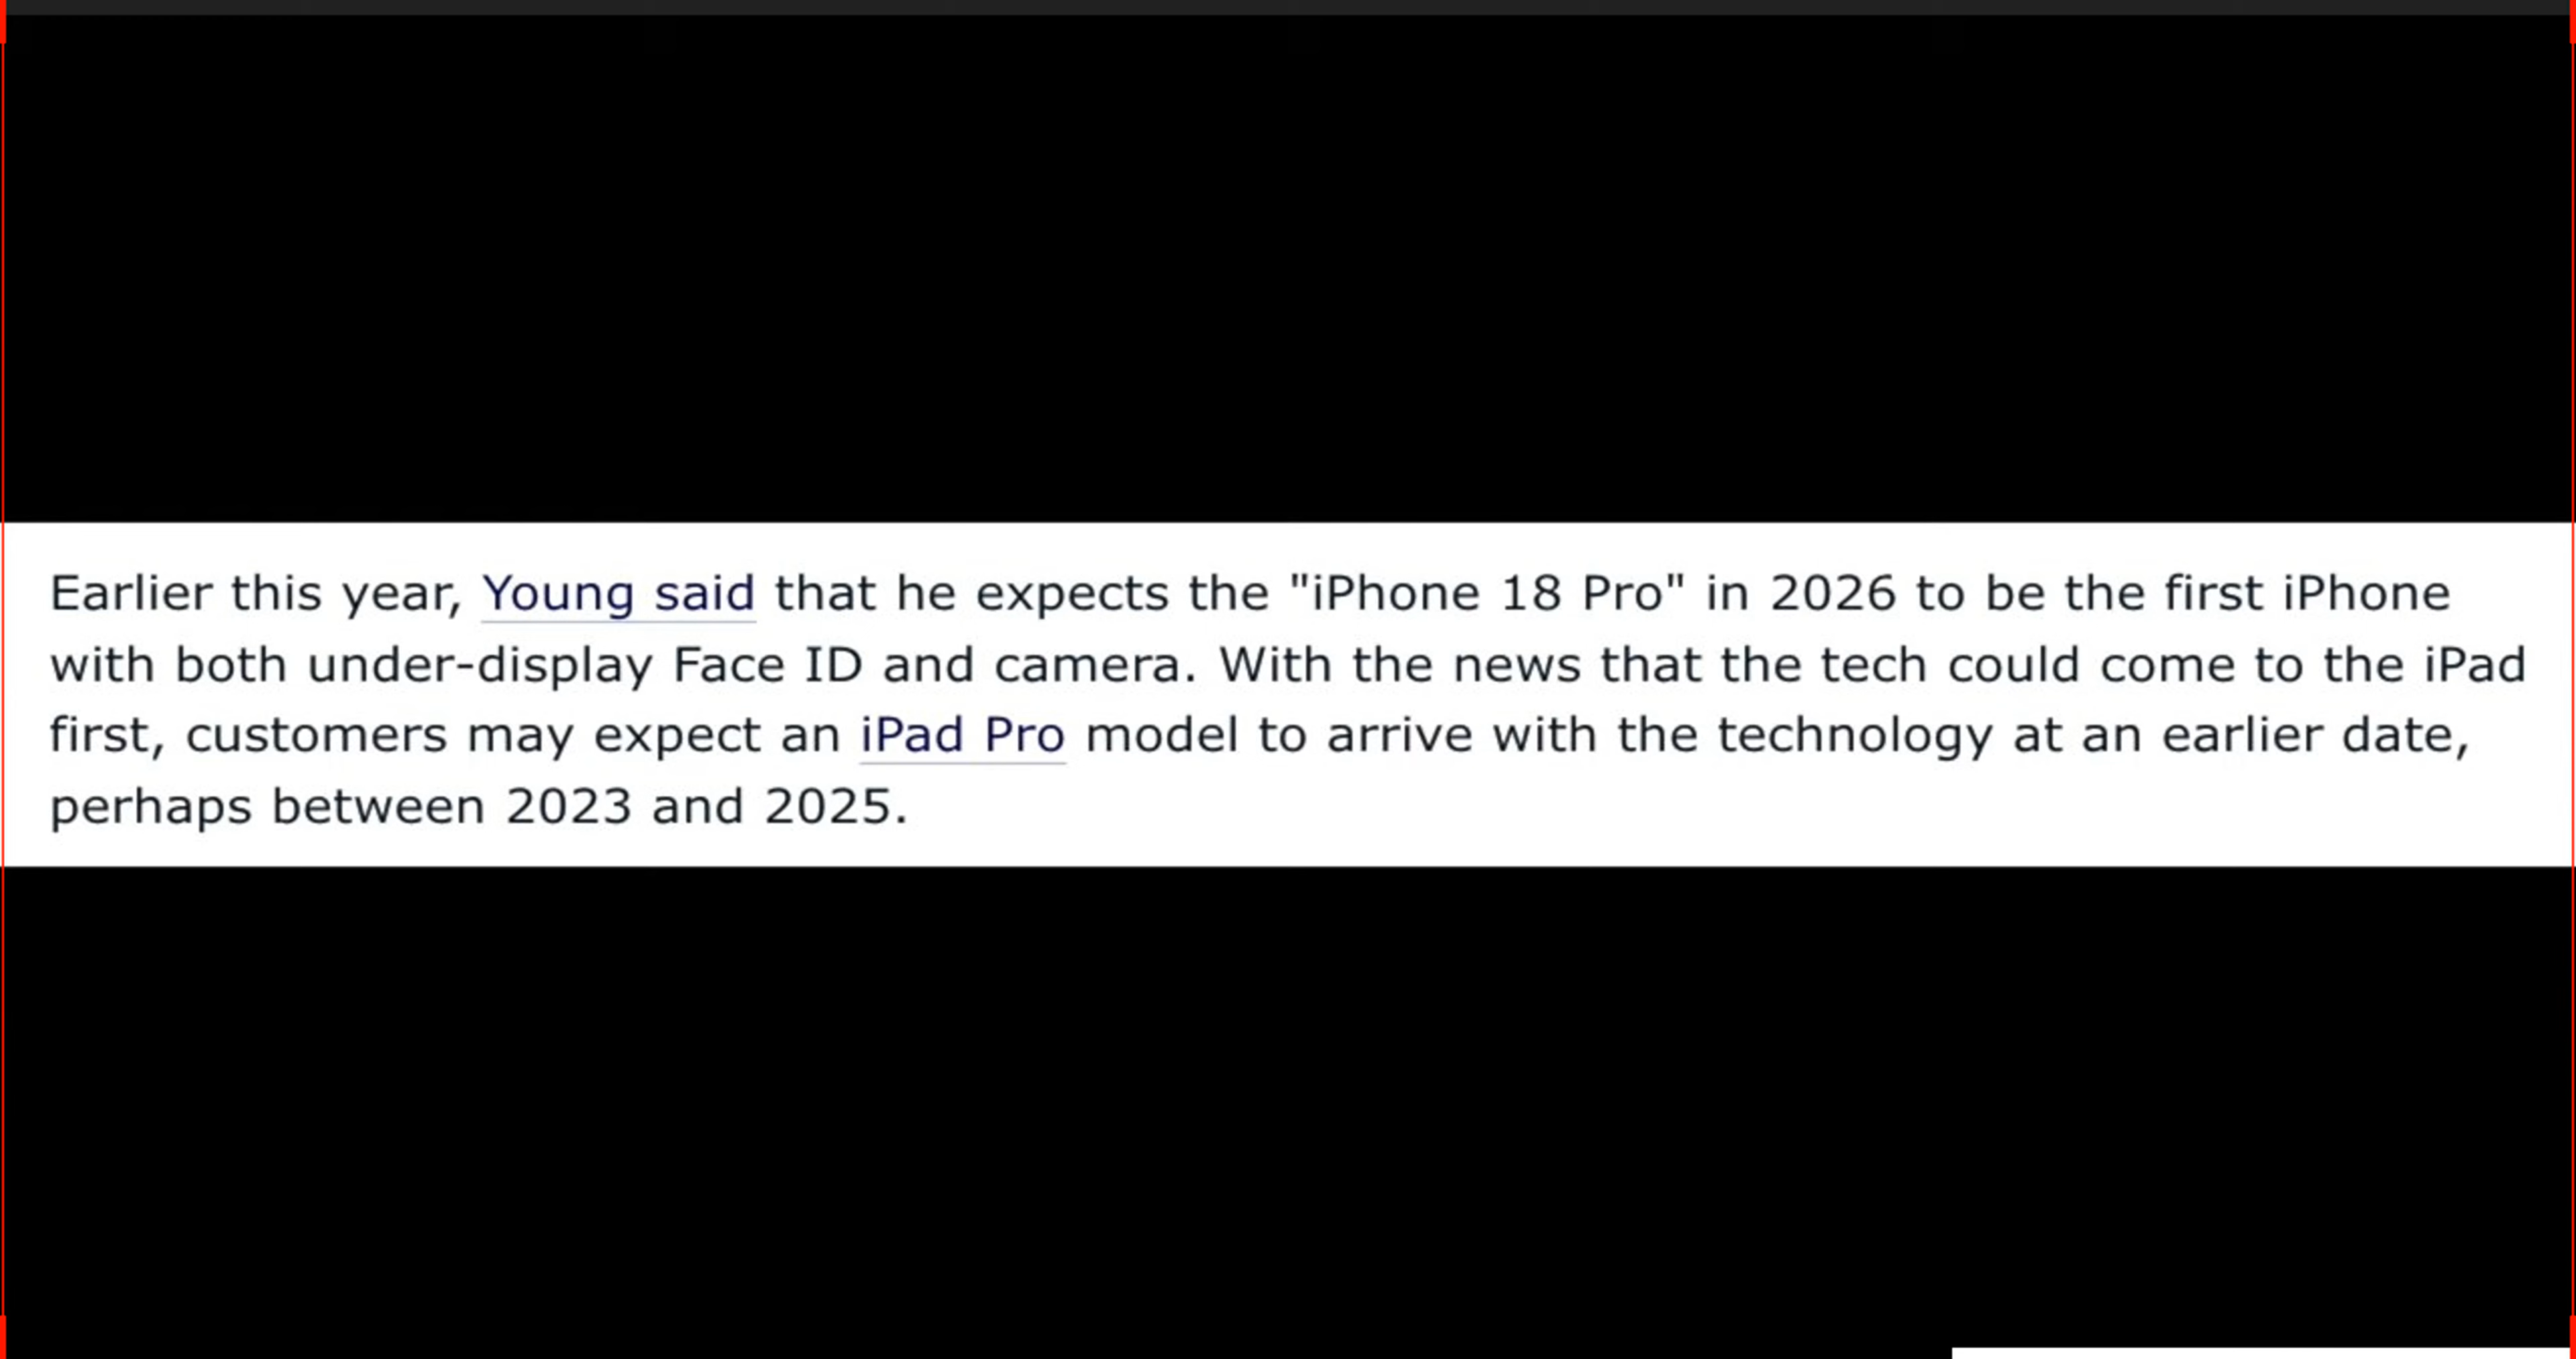 Earlier this year, Young said that he expects the "iPhone 18 Pro" in 2026 to be the first iPhone
with both under-display Face ID and camera. With the news that the tech could come to the iPad
first, customers may expect an iPad Pro model to arrive with the technology at an earlier date,
perhaps between 2023 and 2025.